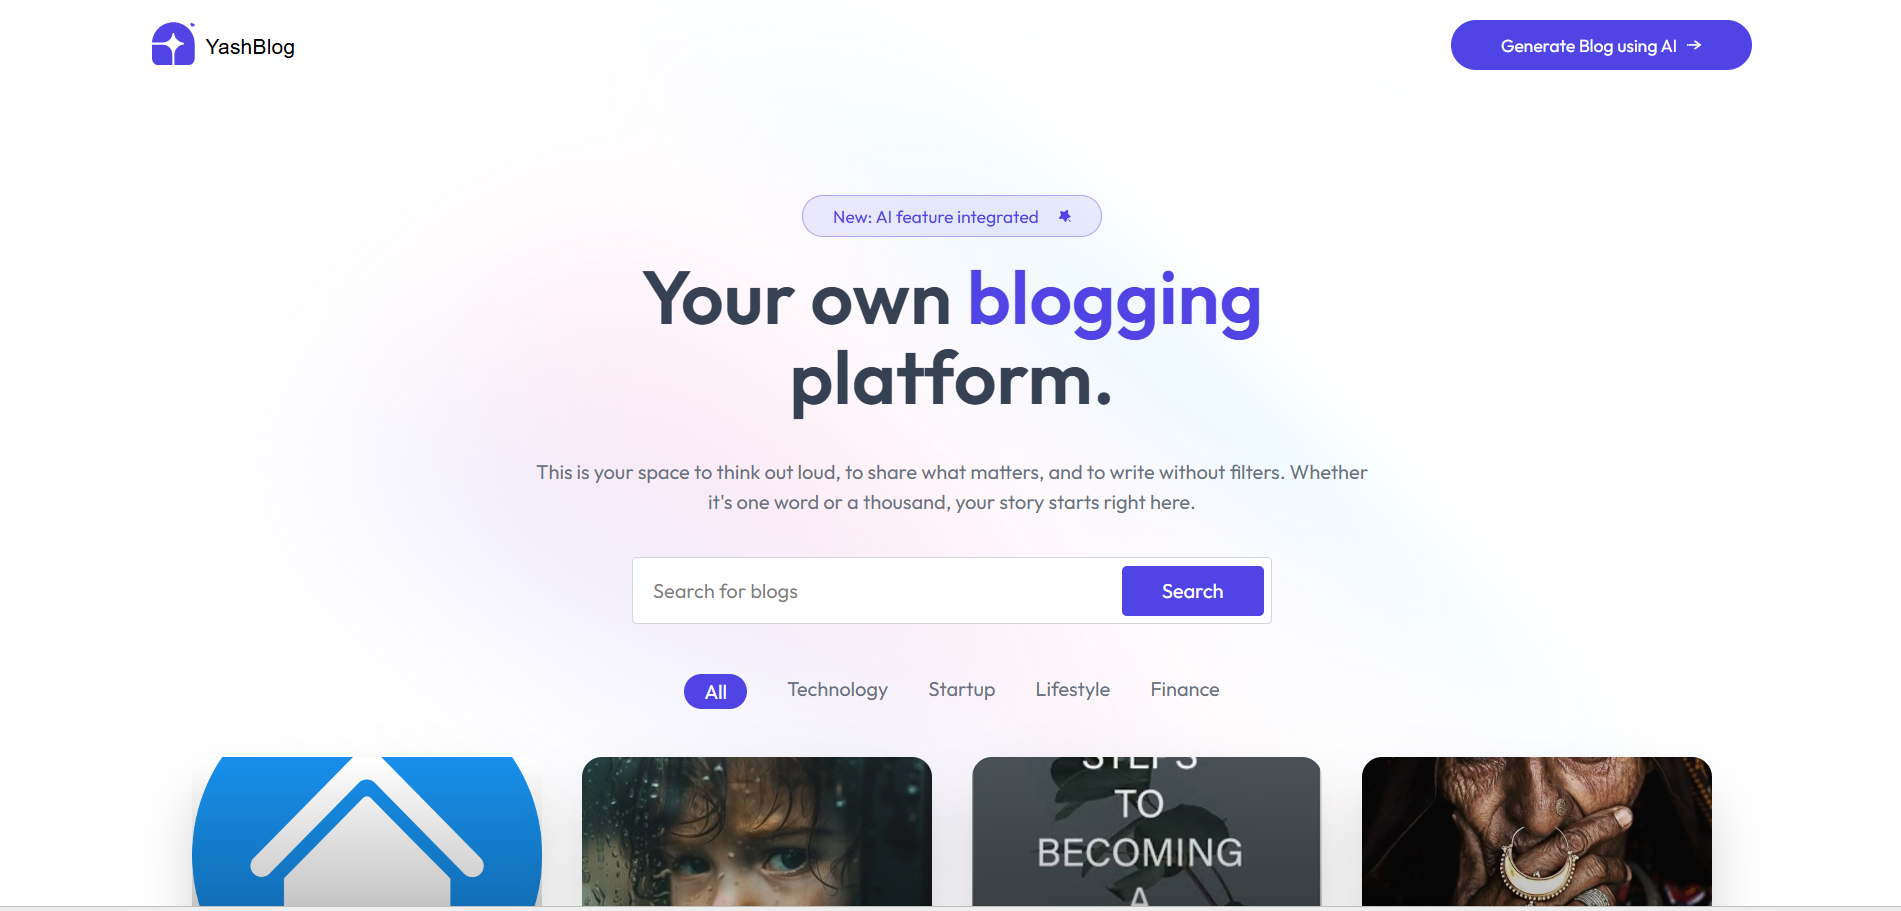 YashBlog
Generate Blog using AI →
New: AI feature integrated
Your own blogging
platform.
This is your space to think out loud, to share what matters, and to write without filters. Whether
it's one word or a thousand, your story starts right here.
Search for blogs
Search
All
Technology
Startup
Lifestyle
Finance
STEPS
TO
BECOMING
A